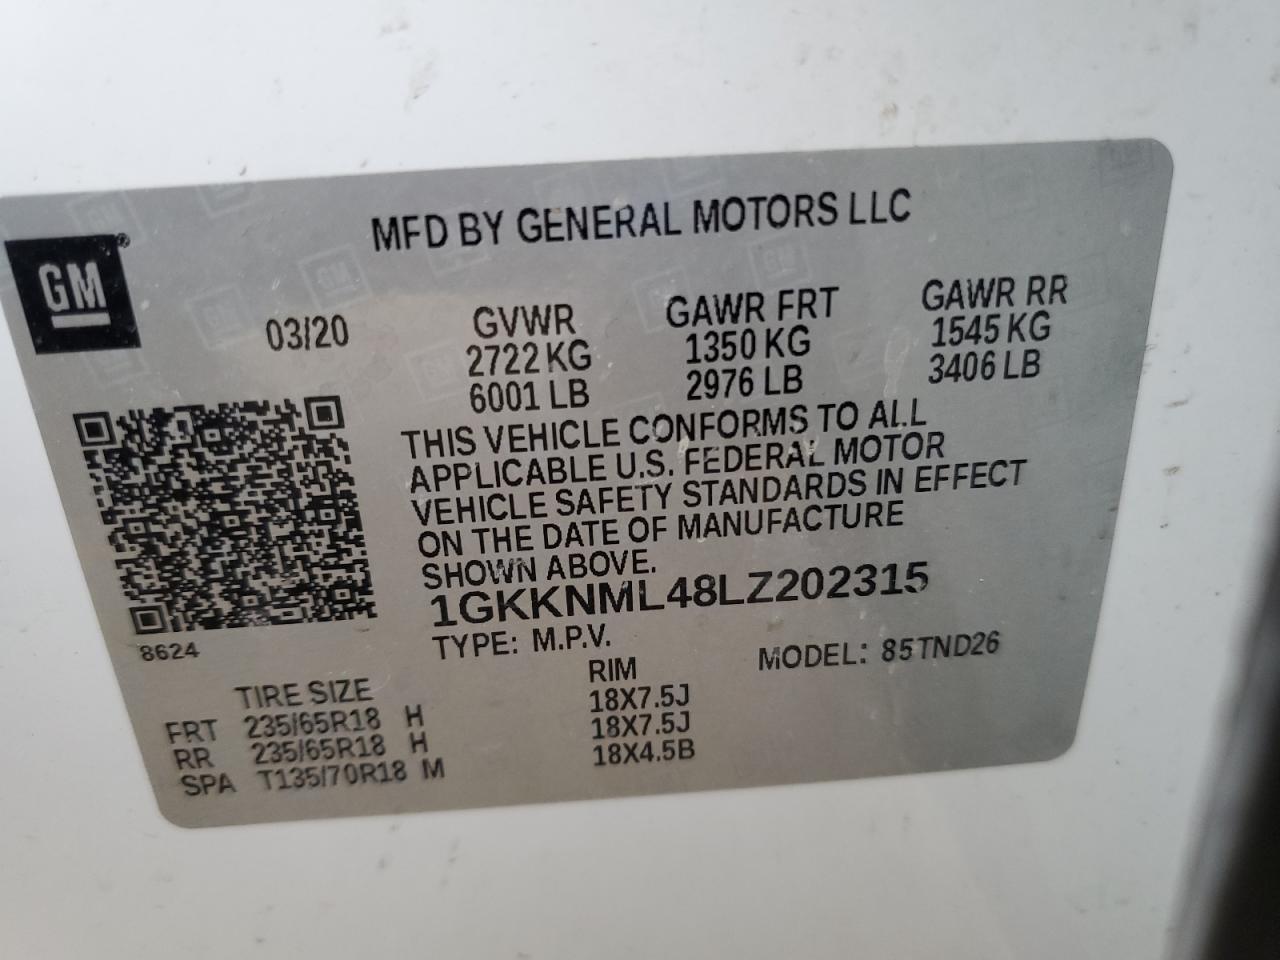 MFD BY GENERAL MOTORS LLC
GM®
03/20
GVWR GAWR FRT GAWR RR
2722 KG 1350 KG 1545 KG
6001 LB 2976 LB 3406 LB
THIS VEHICLE CONFORMS TO ALL
APPLICABLE U.S. FEDERAL MOTOR
VEHICLE SAFETY STANDARDS IN EFFECT
ON THE DATE OF MANUFACTURE
SHOWN ABOVE.
1GKKNML48LZ202315
8624
TYPE: M.P.V. MODEL: 85TND26
TIRE SIZE RIM
FRT 235/65R18 H 18X7.5J
RR 235/65R18 H 18X7.5J
SPA T135/70R18 M 18X4.5B